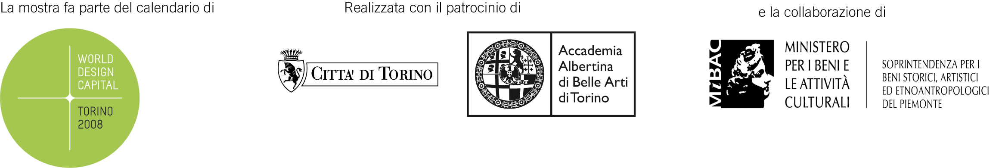 La mostra fa parte del calendario di
WORLD
DESIGN
CAPITAL
TORINO
2008
Realizzata con il patrocinio di
CITTA' DI TORINO
Accademia
Albertina
di Belle Arti
di Torino
e la collaborazione di
MiBAC
MINISTERO
PER I BENI E
LE ATTIVITÀ
CULTURALI
SOPRINTENDENZA PER I
BENI STORICI, ARTISTICI
ED ETNOANTROPOLOGICI
DEL PIEMONTE